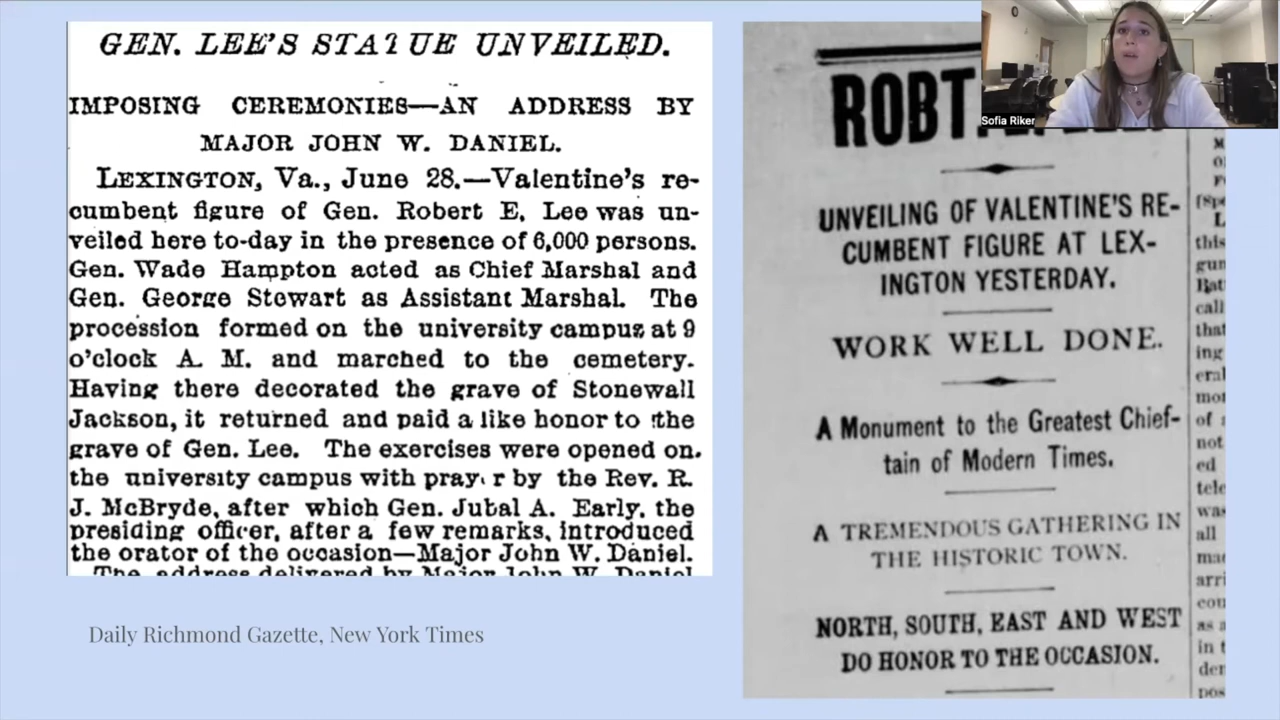 GEN. LEE'S STATUE UNVEILED.
IMPOSING CEREMONIES—AN ADDRESS BY
MAJOR JOHN W. DANIEL.
LEXINGTON, Va., June 28.—Valentine's re-
cumbent figure of Gen. Robert E. Lee was un-
veiled here to-day in the presence of 6,000 persons.
Gen. Wade Hampton acted as Chief Marshal and
Gen. George Stewart as Assistant Marshal. The
procession formed on the university campus at 9
o'clock A. M. and marched to the cemetery.
Having there decorated the grave of Stonewall
Jackson, it returned and paid a like honor to the
grave of Gen. Lee. The exercises were opened on
the university campus with pray r by the Rev. R.
J. McBryde, after which Gen. Jubal A. Early, the
presiding officer, after a few remarks, introduced
the orator of the occasion—Major John W. Daniel.
The address delivered by Major John W. Daniel
Daily Richmond Gazette, New York Times
ROBT.
UNVEILING OF VALENTINE'S RE-
CUMBENT FIGURE AT LEX-
INGTON YESTERDAY.
WORK WELL DONE.
A Monument to the Greatest Chief-
tain of Modern Times.
A TREMENDOUS GATHERING IN
THE HISTORIC TOWN.
NORTH, SOUTH, EAST AND WEST
DO HONOR TO THE OCCASION.
Sofia Riker